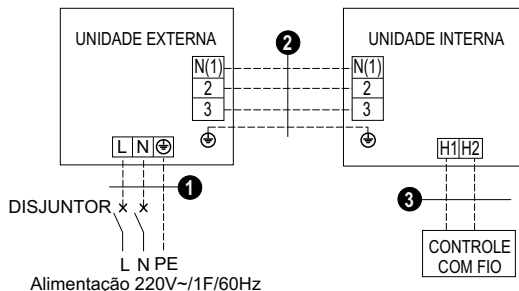 UNIDADE EXTERNA
N(1)
2
3
L N
2
UNIDADE INTERNA
N(1)
2
3
H1 H2
1
DISJUNTOR
L N PE
Alimentação 220V~/1F/60Hz
3
CONTROLE
COM FIO